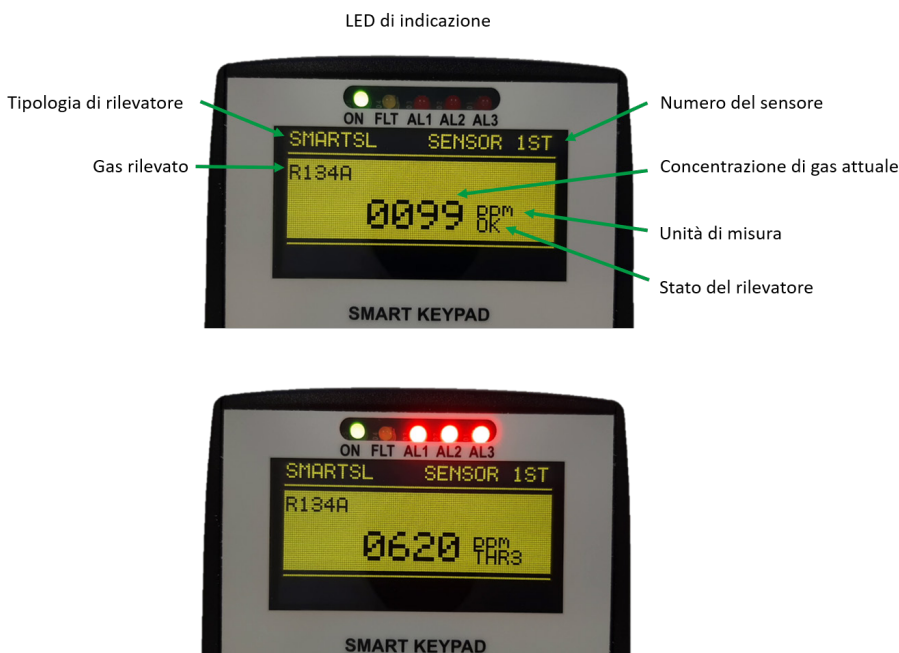 LED di indicazione
Tipologia di rilevatore
Numero del sensore
ON FLT AL1 AL2 AL3
SMARTSL SENSOR 1ST
Gas rilevato
Concentrazione di gas attuale
R134A
0099 ppm
OK
Unità di misura
Stato del rilevatore
SMART KEYPAD
ON FLT AL1 AL2 AL3
SMARTSL SENSOR 1ST
R134A
0620 ppm
THR3
SMART KEYPAD